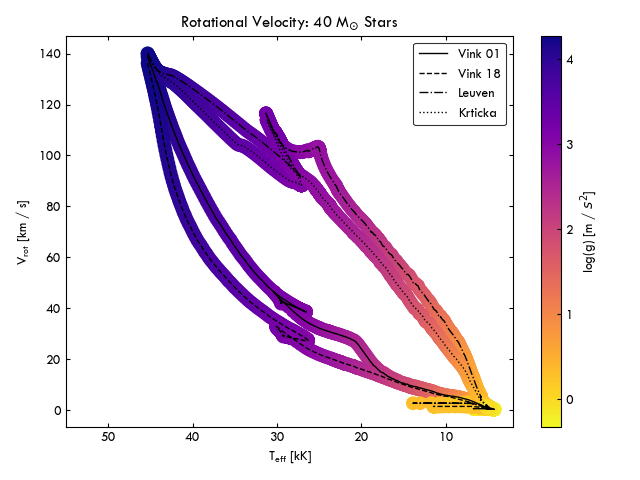 Rotational Velocity: 40 M☉ Stars
Vink 01
Vink 18
Leuven
Krticka
140
120
100
80
60
40
20
0
V_rot [km / s]
50
40
30
20
10
T_eff [kK]
4
3
2
1
0
log(g) [m / s²]